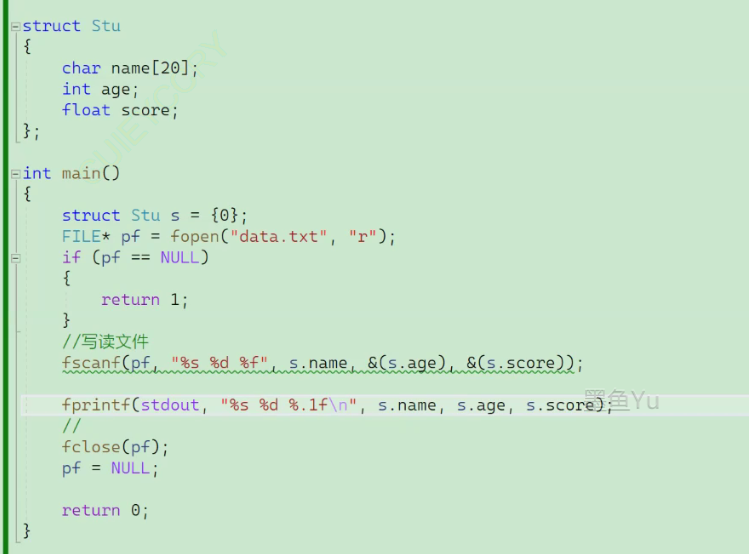 struct Stu
{
    char name[20];
    int age;
    float score;
};
int main()
{
    struct Stu s = {0};
    FILE* pf = fopen("data.txt", "r");
    if (pf == NULL)
    {
        return 1;
    }
    //写读文件
    fscanf(pf, "%s %d %f", s.name, &(s.age), &(s.score));
    fprintf(stdout, "%s %d %.1f\n", s.name, s.age, s.score);
    //
    fclose(pf);
    pf = NULL;
    return 0;
}
墨鱼Yu